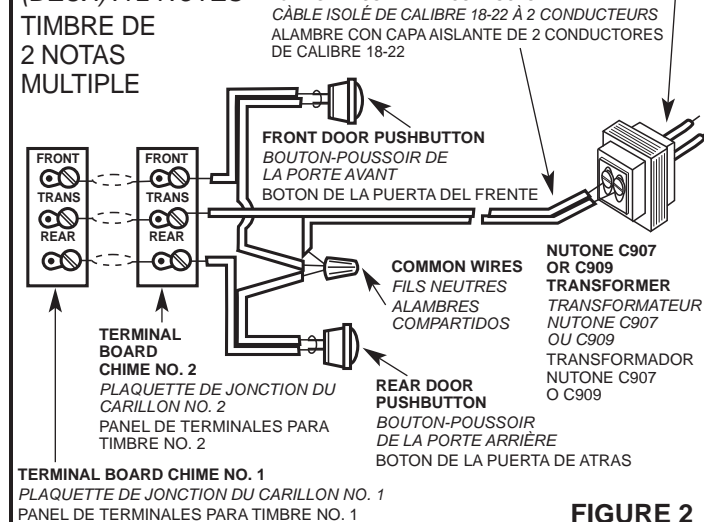 TIMBRE DE
2 NOTAS
MULTIPLE
CÀBLE ISOLÉ DE CALIBRE 18-22 À 2 CONDUCTEURS
ALAMBRE CON CAPA AISLANTE DE 2 CONDUCTORES
DE CALIBRE 18-22
FRONT
TRANS
REAR
FRONT
TRANS
REAR
FRONT DOOR PUSHBUTTON
BOUTON-POUSSOIR DE
LA PORTE AVANT
BOTON DE LA PUERTA DEL FRENTE
COMMON WIRES
FILS NEUTRES
ALAMBRES
COMPARTIDOS
NUTONE C907
OR C909
TRANSFORMER
TRANSFORMATEUR
NUTONE C907
OU C909
TRANSFORMADOR
NUTONE C907
O C909
TERMINAL
BOARD
CHIME NO. 2
PLAQUETTE DE JONCTION DU
CARILLON NO. 2
PANEL DE TERMINALES PARA
TIMBRE NO. 2
REAR DOOR
PUSHBUTTON
BOUTON-POUSSOIR
DE LA PORTE ARRIÈRE
BOTON DE LA PUERTA DE ATRAS
TERMINAL BOARD CHIME NO. 1
PLAQUETTE DE JONCTION DU CARILLON NO. 1
PANEL DE TERMINALES PARA TIMBRE NO. 1
FIGURE 2